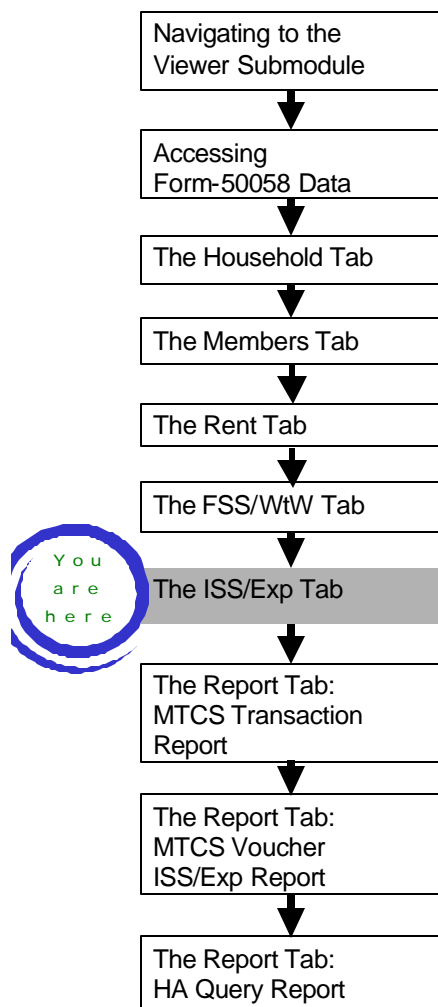 Navigating to the
Viewer Submodule
Accessing
Form-50058 Data
The Household Tab
The Members Tab
The Rent Tab
The FSS/WtW Tab
You
are
here
The ISS/Exp Tab
The Report Tab:
MTCS Transaction
Report
The Report Tab:
MTCS Voucher
ISS/Exp Report
The Report Tab:
HA Query Report